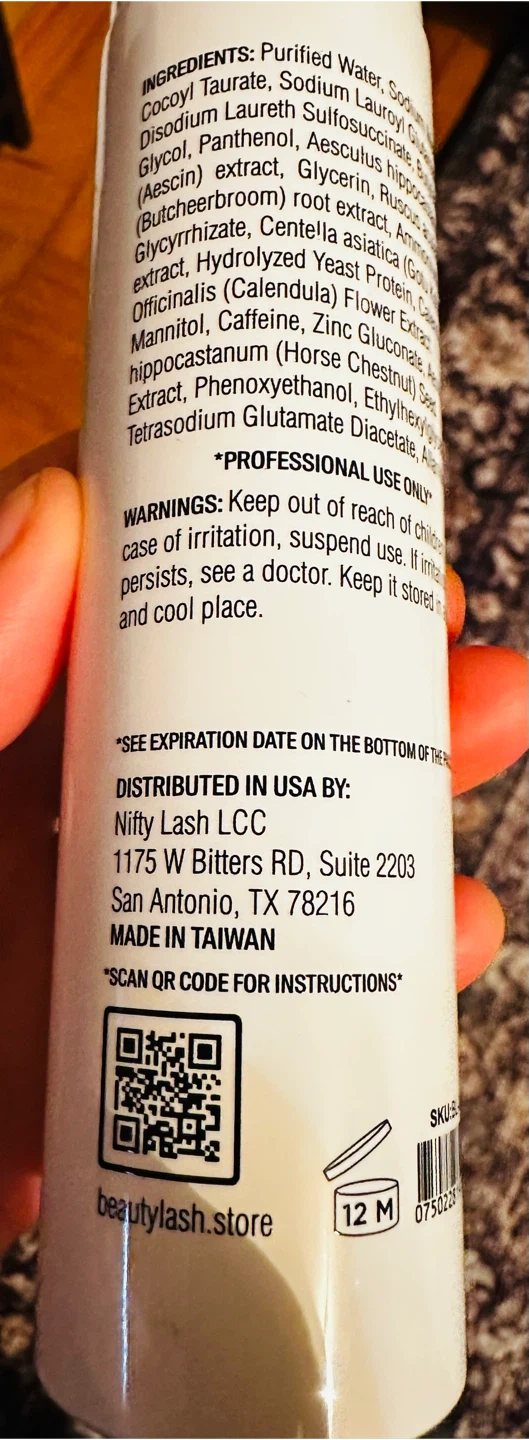 INGREDIENTS: Purified Water,
Cocoyl Taurate, Sodium Lauroyl
Disodium Laureth Sulfosuccinate
Glycol, Panthenol, Aesculus
(Aescin) extract, Glycerin,
(Butcheerbroom) root extract,
Glycyrrhizate, Centella asiatica
extract, Hydrolyzed Yeast Protein,
Officinalis (Calendula) Flower
Mannitol, Caffeine, Zinc Gluconate,
hippocastanum (Horse Chestnut)
Extract, Phenoxyethanol,
Tetrasodium Glutamate Diacetate,
*PROFESSIONAL USE ONLY*
WARNINGS: Keep out of reach of
case of irritation, suspend use. If
persists, see a doctor. Keep it stored
and cool place.
*SEE EXPIRATION DATE ON THE BOTTOM OF THE
DISTRIBUTED IN USA BY:
Nifty Lash LCC
1175 W Bitters RD, Suite 2203
San Antonio, TX 78216
MADE IN TAIWAN
*SCAN QR CODE FOR INSTRUCTIONS*
beautylash.store
12 M